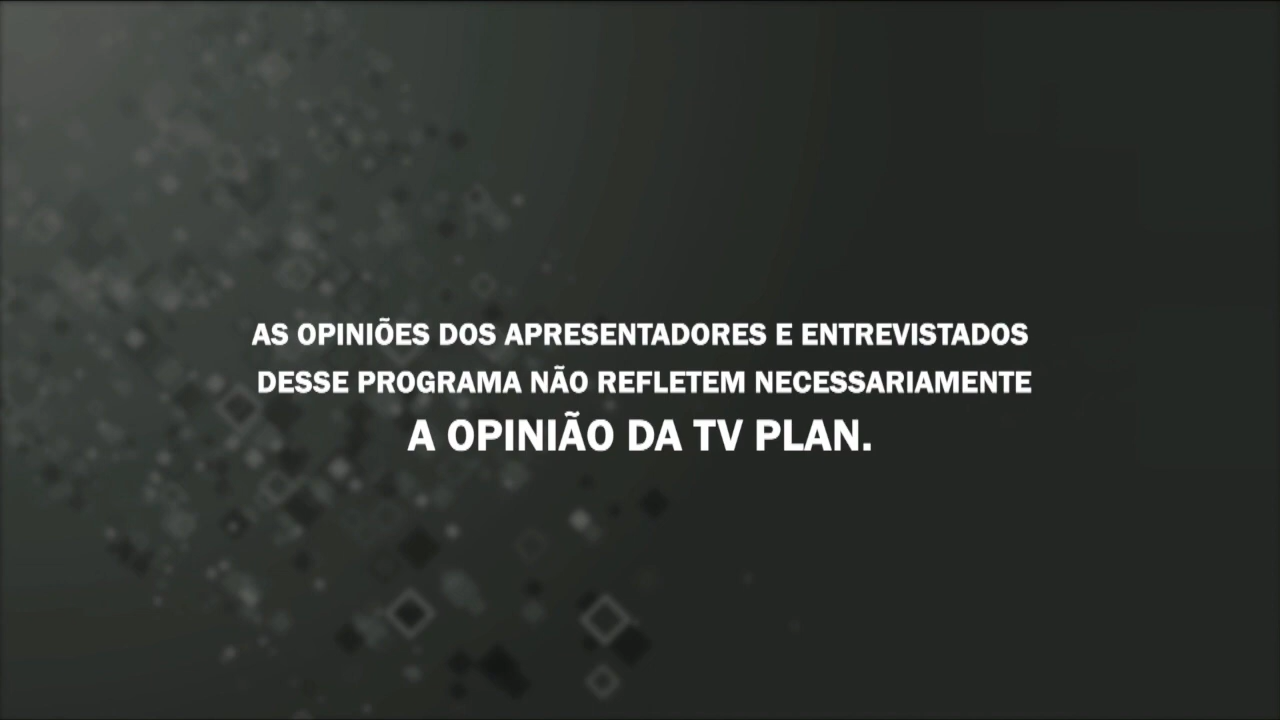 AS OPINIÕES DOS APRESENTADORES E ENTREVISTADOS
DESSE PROGRAMA NÃO REFLETEM NECESSARIAMENTE
A OPINIÃO DA TV PLAN.